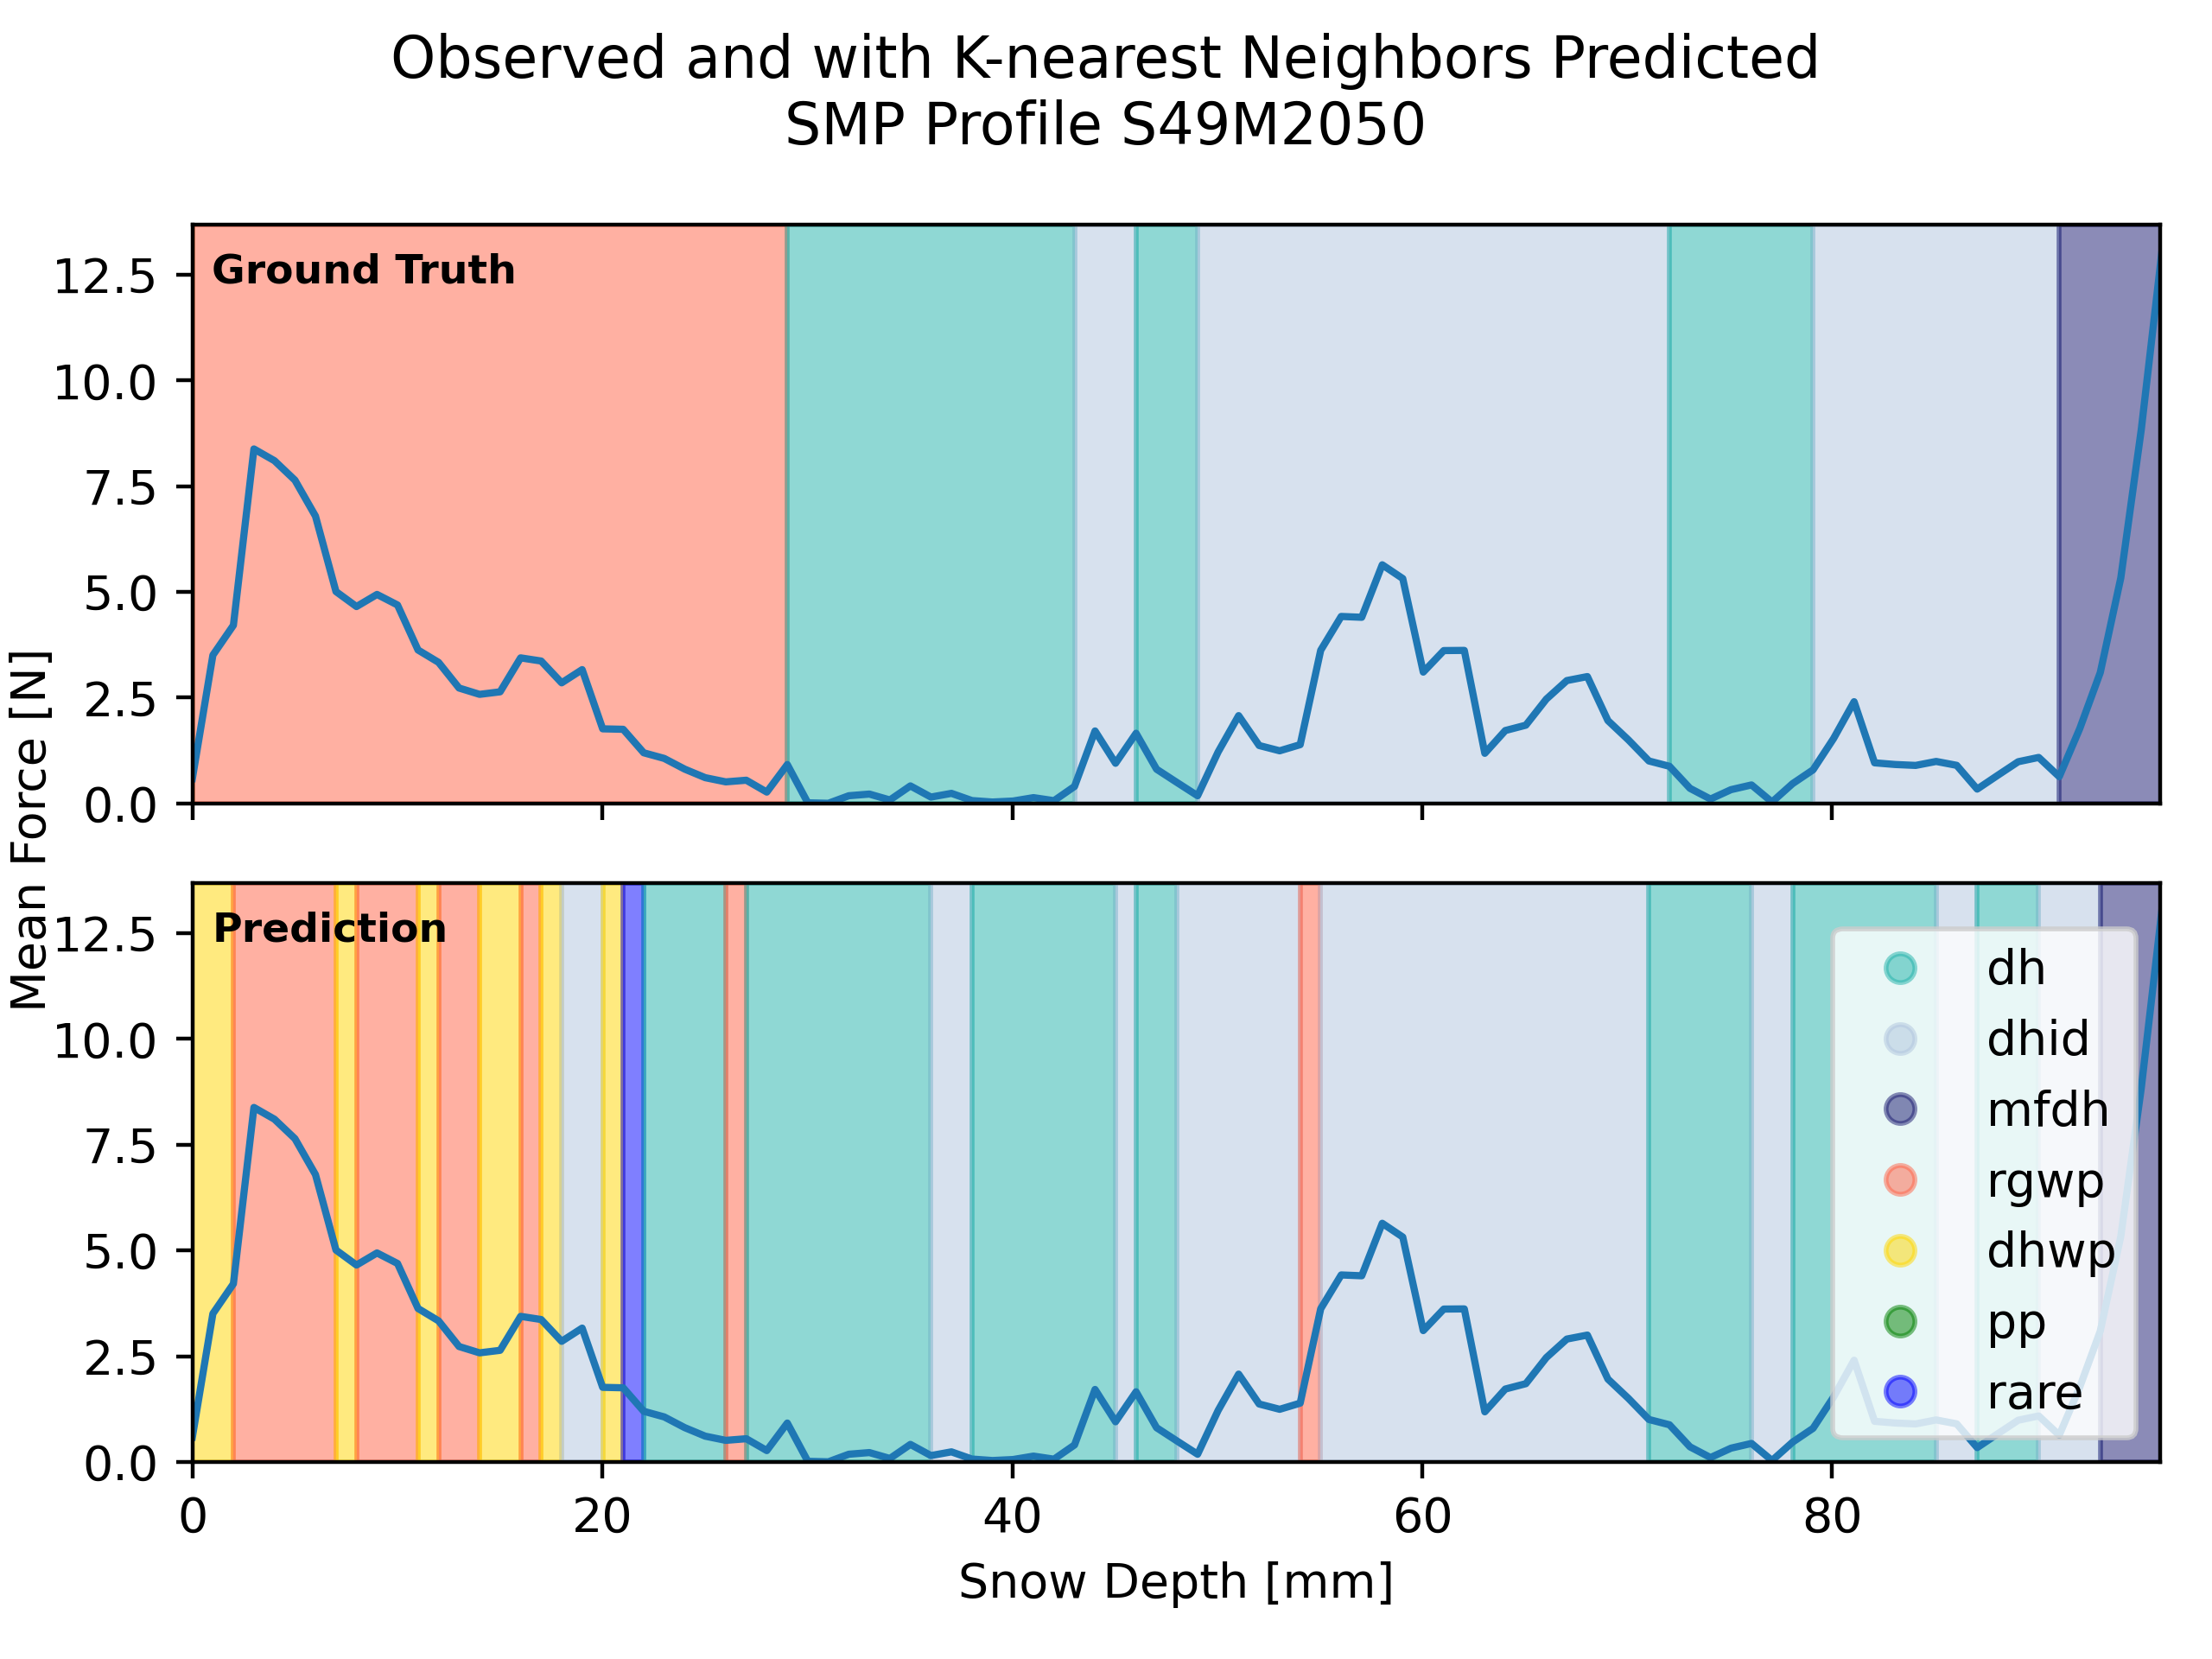 Observed and with K-nearest Neighbors Predicted
SMP Profile S49M2050
Ground Truth
12.5
10.0
7.5
5.0
2.5
0.0
Mean Force [N]
Prediction
12.5
10.0
7.5
5.0
2.5
0.0
dh
dhid
mfdh
rgwp
dhwp
pp
rare
0 20 40 60 80
Snow Depth [mm]